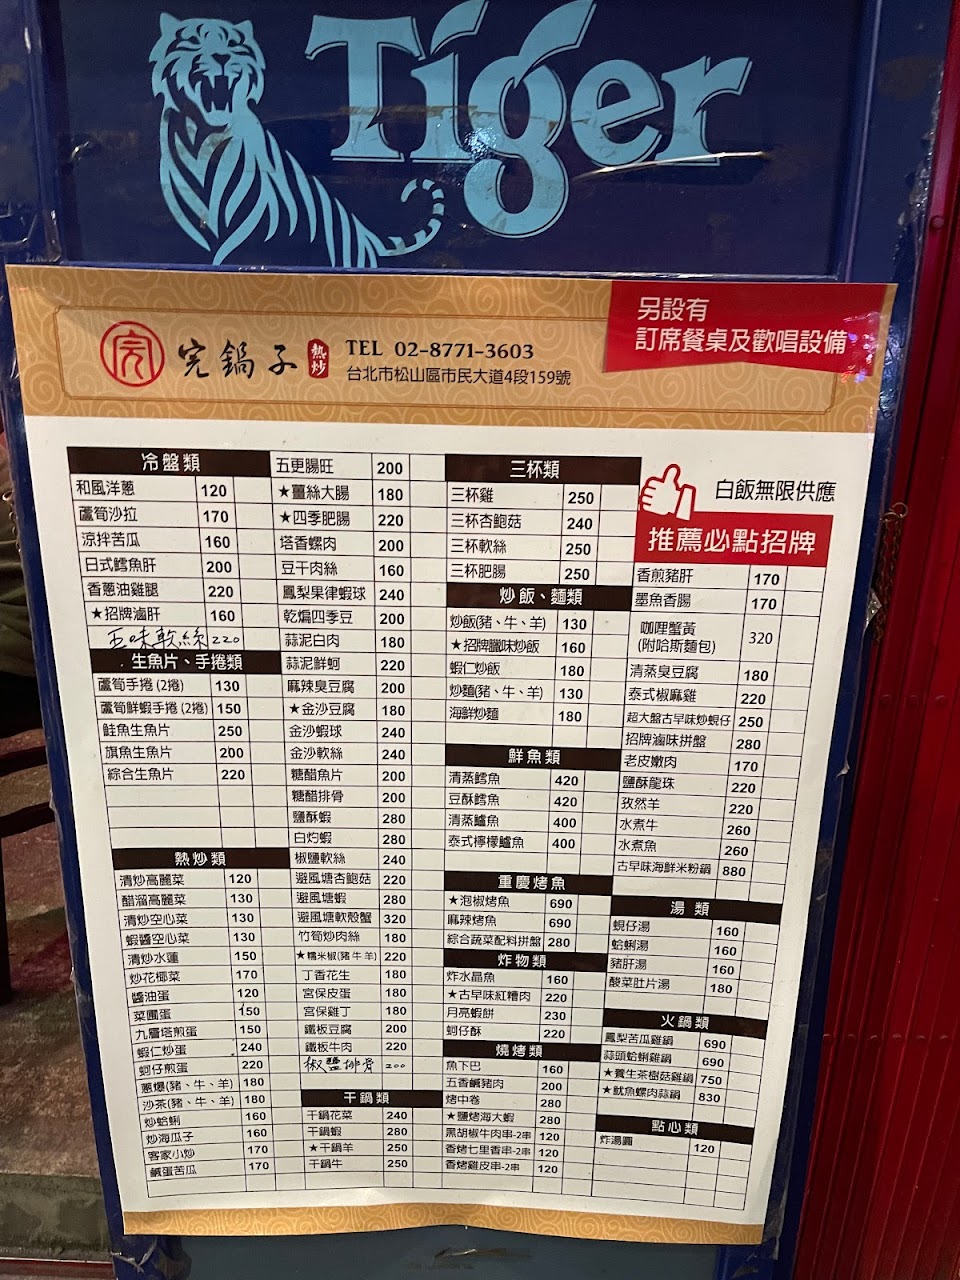 Tiger
完 完鍋子 熱炒
TEL 02-8771-3603
台北市松山區市民大道4段159號
另設有
訂席餐桌及歡唱設備
冷盤類
和風洋蔥 120
蘆筍沙拉 170
涼拌苦瓜 160
日式鱈魚肝 200
香蔥油雞腿 220
★招牌滷肝 160
五味軟絲 220
生魚片、手捲類
蘆筍手捲(2捲) 130
蘆筍鮮蝦手捲(2捲) 150
鮭魚生魚片 250
旗魚生魚片 200
綜合生魚片 220
熱炒類
清炒高麗菜 120
醋溜高麗菜 130
清炒空心菜 130
蝦醬空心菜 130
清炒水蓮 150
炒花椰菜 170
醬油蛋 120
菜圃蛋 150
九層塔煎蛋 150
蝦仁炒蛋 240
蚵仔煎蛋 220
蔥爆(豬、牛、羊) 180
沙茶(豬、牛、羊) 180
炒蛤蜊 160
炒海瓜子 160
客家小炒 170
鹹蛋苦瓜 170
五更腸旺 200
★薑絲大腸 180
★四季肥腸 220
塔香螺肉 200
豆干肉絲 160
鳳梨果律蝦球 240
乾煸四季豆 200
蒜泥白肉 180
蒜泥鮮蚵 220
麻辣臭豆腐 200
★金沙豆腐 180
金沙蝦球 240
金沙軟絲 240
糖醋魚片 200
糖醋排骨 200
鹽酥蝦 280
白灼蝦 280
椒鹽軟絲 240
避風塘杏鮑菇 220
避風塘蝦 280
避風塘軟殼蟹 320
竹筍炒肉絲 180
★糯米椒(豬牛羊) 220
丁香花生 180
宮保皮蛋 180
宮保雞丁 180
鐵板豆腐 200
鐵板牛肉 220
椒鹽排骨 200
干鍋類
干鍋花菜 240
干鍋蝦 280
★干鍋羊 250
干鍋牛 250
三杯類
三杯雞 250
三杯杏鮑菇 240
三杯軟絲 250
三杯肥腸 250
炒飯、麵類
炒飯(豬、牛、羊) 130
★招牌臘味炒飯 160
蝦仁炒飯 180
炒麵(豬、牛、羊) 130
海鮮炒麵 180
鮮魚類
清蒸鱈魚 420
豆酥鱈魚 420
清蒸鱸魚 400
泰式檸檬鱸魚 400
重慶烤魚
★泡椒烤魚 690
麻辣烤魚 690
綜合蔬菜配料拼盤 280
炸物類
炸水晶魚 160
★古早味紅糟肉 220
月亮蝦餅 230
蚵仔酥 220
燒烤類
魚下巴 160
五香鹹豬肉 200
烤中卷 280
★鹽烤海大蝦 280
黑胡椒牛肉串-2串 120
香烤七里香串-2串 120
香烤雞皮串-2串 120
白飯無限供應
推薦必點招牌
香煎豬肝 170
墨魚香腸 170
咖哩蟹黃
(附哈斯麵包) 320
清蒸臭豆腐 180
泰式椒麻雞 220
超大盤古早味炒蜆仔 250
招牌滷味拼盤 280
老皮嫩肉 170
鹽酥龍珠 220
孜然羊 220
水煮牛 260
水煮魚 260
古早味海鮮米粉鍋 880
湯類
蜆仔湯 160
蛤蜊湯 160
豬肝湯 160
酸菜肚片湯 180
火鍋類
鳳梨苦瓜雞鍋 690
蒜頭蛤蜊雞鍋 690
★養生茶樹菇雞鍋 750
★魷魚螺肉蒜鍋 830
點心類
炸湯圓 120